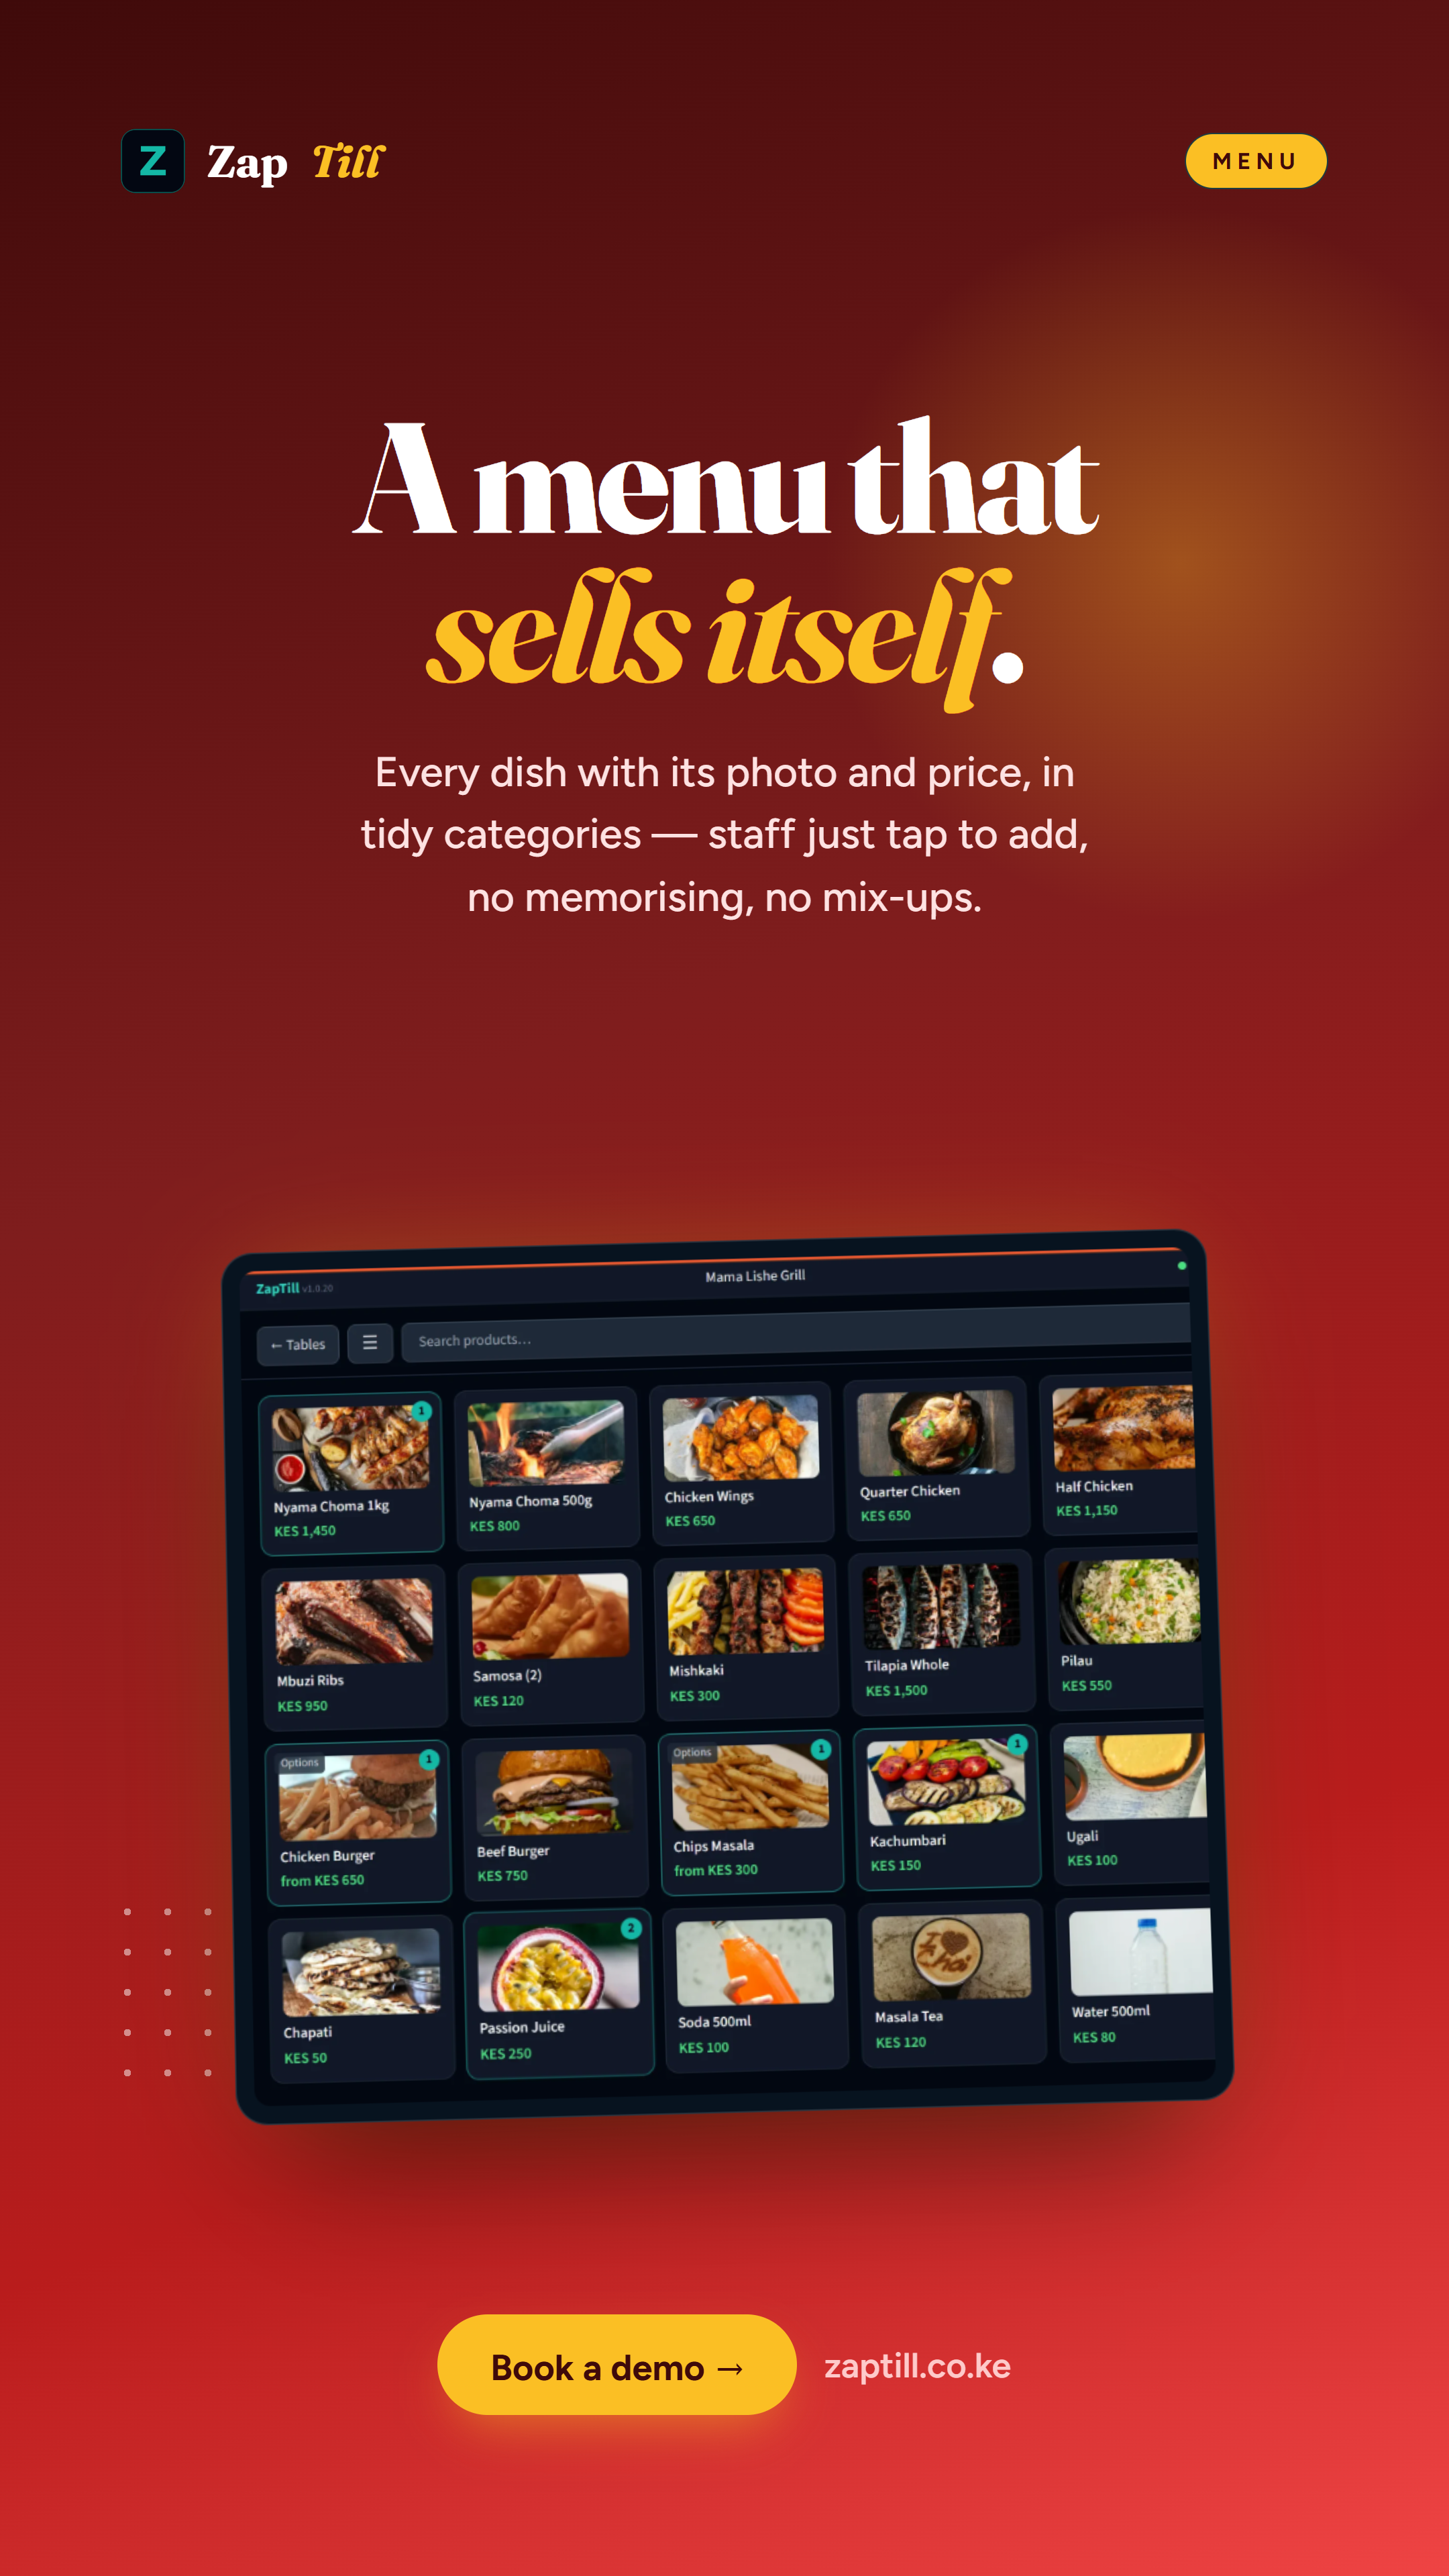 Z Zap Till
MENU
A menu that
sells itself.
Every dish with its photo and price, in
tidy categories — staff just tap to add,
no memorising, no mix-ups.
ZapTill v1.0.20
Mama Lishe Grill
← Tables
☰
Search products...
1
Nyama Choma 1kg
KES 1,450
Nyama Choma 500g
KES 800
Chicken Wings
KES 650
Quarter Chicken
KES 650
Half Chicken
KES 1,150
Mbuzi Ribs
KES 950
Samosa (2)
KES 120
Mishkaki
KES 300
Tilapia Whole
KES 1,500
Pilau
KES 550
Options
1
Chicken Burger
from KES 650
Beef Burger
KES 750
Options
1
Chips Masala
from KES 300
1
Kachumbari
KES 150
Ugali
KES 100
Chapati
KES 50
2
Passion Juice
KES 250
Soda 500ml
KES 100
Masala Tea
KES 120
Water 500ml
KES 80
Book a demo →
zaptill.co.ke